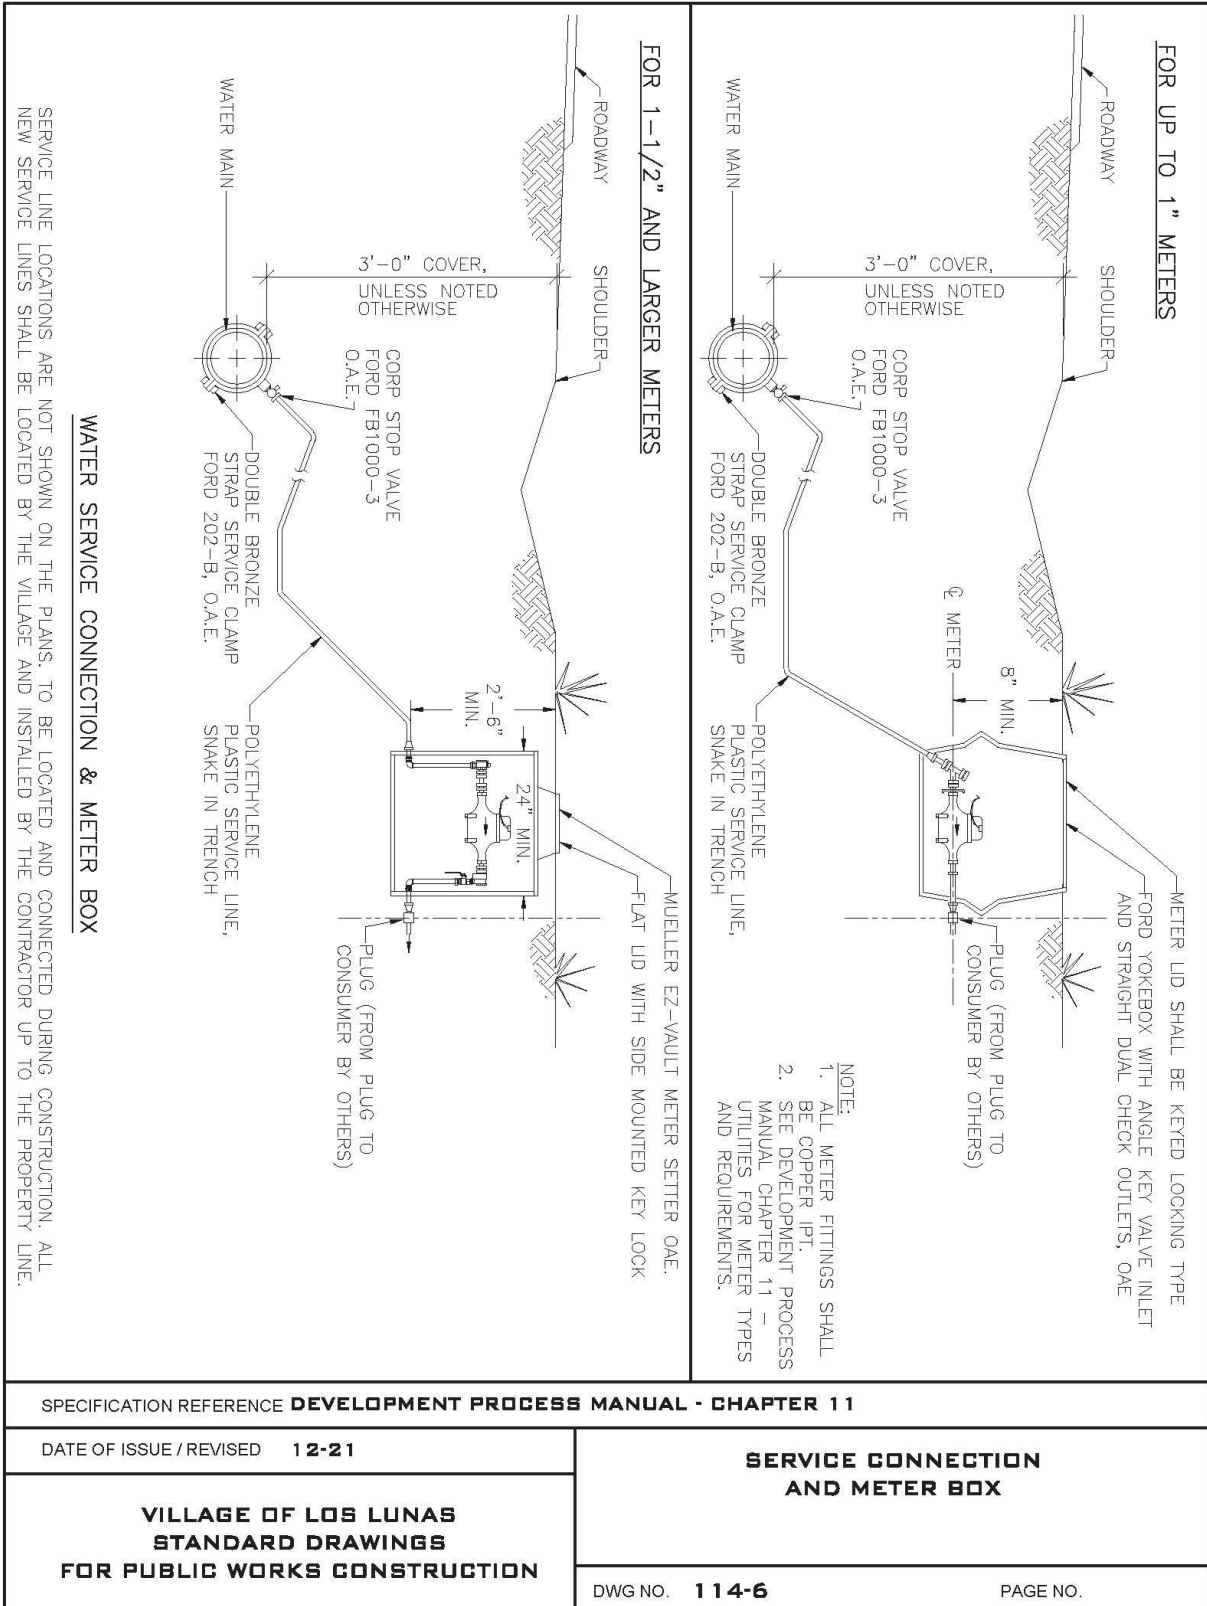 FOR UP TO 1" METERS
ROADWAY
SHOULDER
WATER MAIN
3'-0" COVER,
UNLESS NOTED
OTHERWISE
CORP STOP VALVE
FORD FB1000-3
O.A.E.
DOUBLE BRONZE
STRAP SERVICE CLAMP
FORD 202-B, O.A.E.
℄ METER
8" MIN.
POLYETHYLENE
PLASTIC SERVICE LINE,
SNAKE IN TRENCH
METER LID SHALL BE KEYED LOCKING TYPE
FORD YOKEBOX WITH ANGLE KEY VALVE INLET
AND STRAIGHT DUAL CHECK OUTLETS, OAE
PLUG (FROM PLUG TO
CONSUMER BY OTHERS)
NOTE:
1. ALL METER FITTINGS SHALL
BE COPPER IPT.
2. SEE DEVELOPMENT PROCESS
MANUAL CHAPTER 11 -
UTILITIES FOR METER TYPES
AND REQUIREMENTS.
FOR 1-1/2" AND LARGER METERS
ROADWAY
SHOULDER
WATER MAIN
3'-0" COVER,
UNLESS NOTED
OTHERWISE
CORP STOP VALVE
FORD FB1000-3
O.A.E.
DOUBLE BRONZE
STRAP SERVICE CLAMP
FORD 202-B, O.A.E.
2'-6"
MIN.
24" MIN.
POLYETHYLENE
PLASTIC SERVICE LINE,
SNAKE IN TRENCH
MUELLER EZ-VAULT METER SETTER OAE.
FLAT LID WITH SIDE MOUNTED KEY LOCK
PLUG (FROM PLUG TO
CONSUMER BY OTHERS)
WATER SERVICE CONNECTION & METER BOX
SERVICE LINE LOCATIONS ARE NOT SHOWN ON THE PLANS. TO BE LOCATED AND CONNECTED DURING CONSTRUCTION. ALL
NEW SERVICE LINES SHALL BE LOCATED BY THE VILLAGE AND INSTALLED BY THE CONTRACTOR UP TO THE PROPERTY LINE.
SPECIFICATION REFERENCE DEVELOPMENT PROCESS MANUAL - CHAPTER 11
DATE OF ISSUE / REVISED 12-21
VILLAGE OF LOS LUNAS
STANDARD DRAWINGS
FOR PUBLIC WORKS CONSTRUCTION
SERVICE CONNECTION
AND METER BOX
DWG NO. 114-6
PAGE NO.